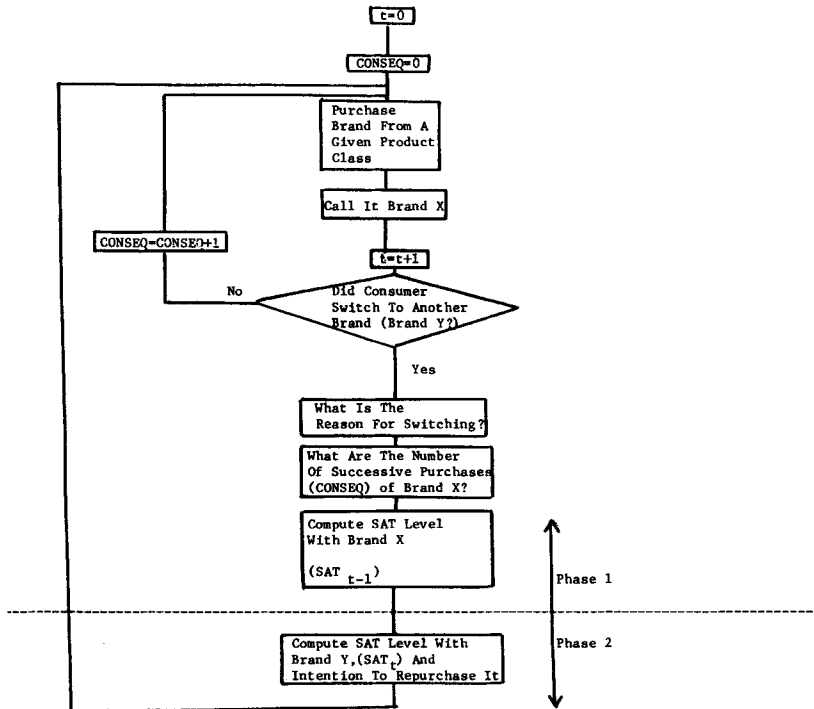 t=0
CONSEQ=0
Purchase
Brand From A
Given Product
Class
Call It Brand X
CONSEQ=CONSEQ+1
t=t+1
No
Did Consumer
Switch To Another
Brand (Brand Y?)
Yes
What Is The
Reason For Switching?
What Are The Number
Of Successive Purchases
(CONSEQ) of Brand X?
Compute SAT Level
With Brand X
(SAT t-1)
Phase 1
Compute SAT Level With
Brand Y,(SATt) And
Intention To Repurchase It
Phase 2